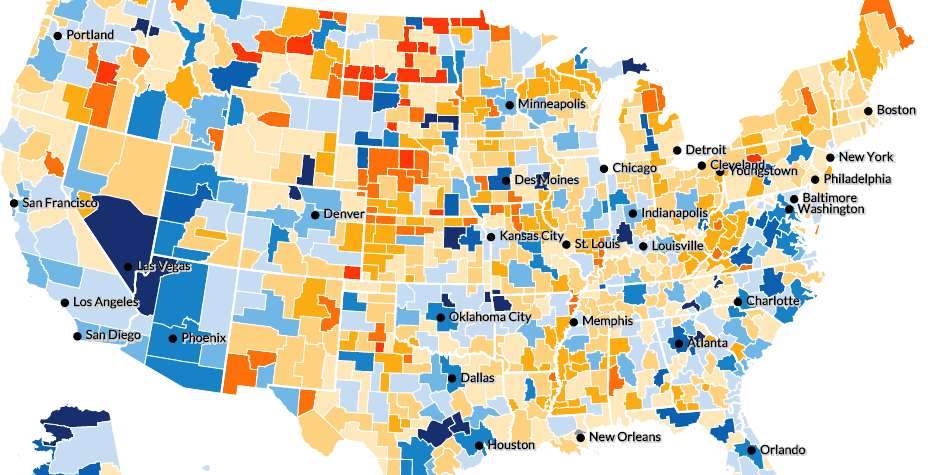 Portland
Minneapolis
Boston
Detroit
Cleveland
New York
Chicago
Youngstown
Des Moines
Philadelphia
San Francisco
Baltimore
Washington
Denver
Indianapolis
Kansas City
St. Louis
Louisville
Las Vegas
Los Angeles
Charlotte
Oklahoma City
Memphis
San Diego
Phoenix
Atlanta
Dallas
New Orleans
Houston
Orlando